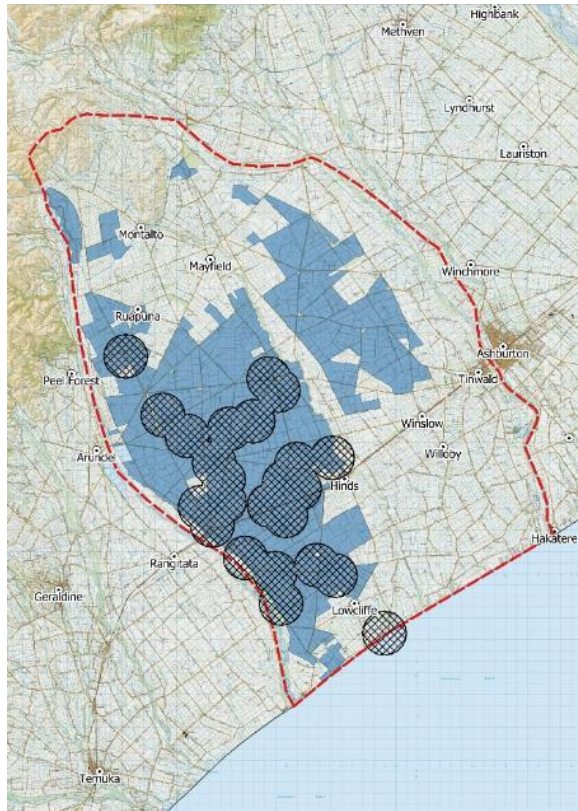 Highbank
Methven
Lyndhurst
Lauriston
Montalto
Mayfield
Winchmore
Ruapuna
Ashburton
Peel Forest
Tinwald
Winslow
Willoby
Arundel
Hinds
Hakatere
Rangitata
Geraldine
Lowcliffe
Temuka